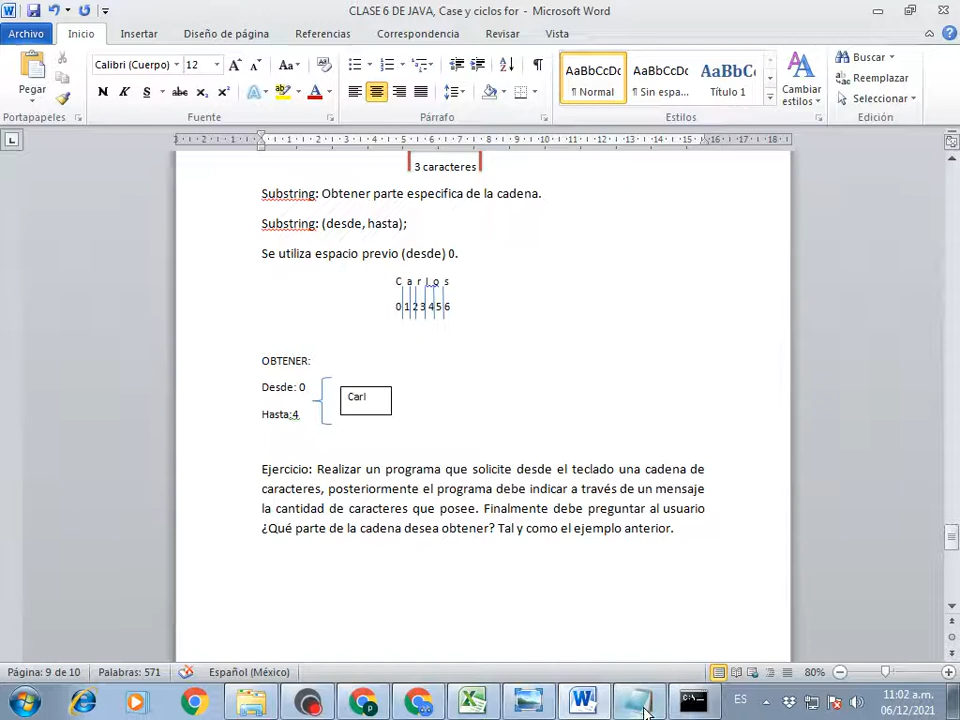 CLASE 6 DE JAVA, Case y ciclos for - Microsoft Word
Archivo Inicio Insertar Diseño de página Referencias Correspondencia Revisar Vista
Calibri (Cuerpo) 12
Pegar
Portapapeles Fuente Párrafo Estilos Edición
AaBbCcDc AaBbCcDc AaBbC
¶ Normal ¶ Sin espa... Título 1
Cambiar estilos
Buscar
Reemplazar
Seleccionar
3 caracteres
Substring: Obtener parte especifica de la cadena.
Substring: (desde, hasta);
Se utiliza espacio previo (desde) 0.
C a r l o s
0 1 2 3 4 5 6
OBTENER:
Desde: 0
Carl
Hasta:4
Ejercicio: Realizar un programa que solicite desde el teclado una cadena de
caracteres, posteriormente el programa debe indicar a través de un mensaje
la cantidad de caracteres que posee. Finalmente debe preguntar al usuario
¿Qué parte de la cadena desea obtener? Tal y como el ejemplo anterior.
Página: 9 de 10 Palabras: 571 Español (México) 80%
ES 11:02 a.m.
06/12/2021